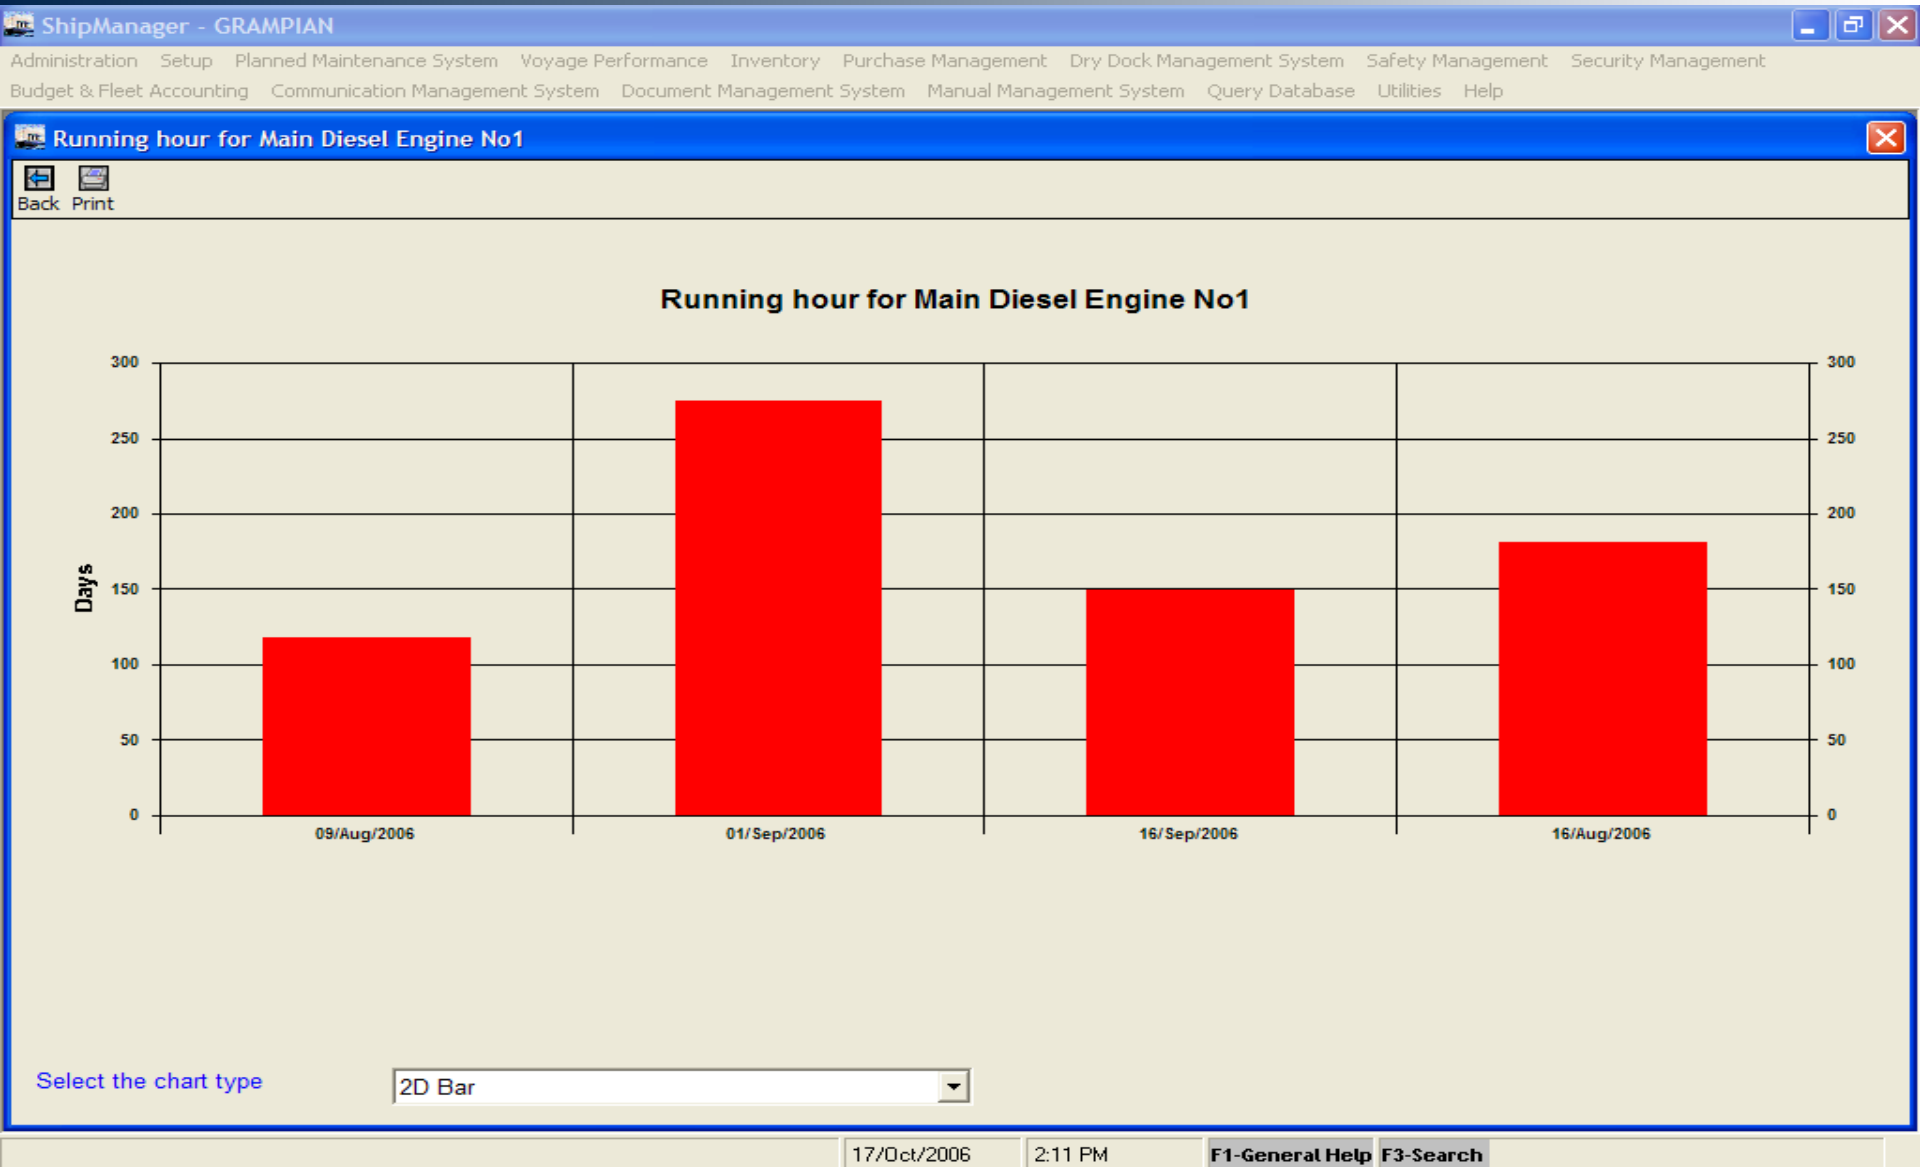 ShipManager - GRAMPIAN
Administration Setup Planned Maintenance System Voyage Performance Inventory Purchase Management Dry Dock Management System Safety Management Security Management
Budget & Fleet Accounting Communication Management System Document Management System Manual Management System Query Database Utilities Help
Running hour for Main Diesel Engine No1
Back Print
Running hour for Main Diesel Engine No1
300 300
250 250
200 200
Days
150 150
100 100
50 50
0 0
09/Aug/2006 01/Sep/2006 16/Sep/2006 16/Aug/2006
Select the chart type 2D Bar
17/Oct/2006 2:11 PM F1-General Help F3-Search